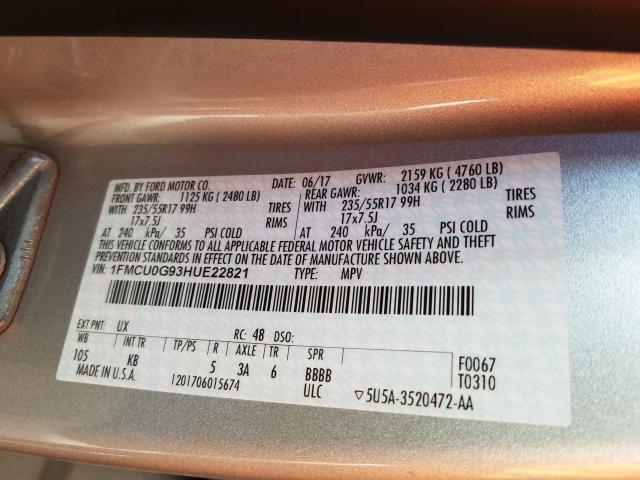 MFD. BY FORD MOTOR CO. DATE: 06/17 GVWR: 2159 KG ( 4760 LB)
FRONT GAWR: 1125 KG ( 2480 LB) REAR GAWR: 1034 KG ( 2280 LB)
WITH 235/55R17 99H TIRES WITH 235/55R17 99H TIRES
17x7.5J RIMS 17x7.5J RIMS
AT 240 kPa/ 35 PSI COLD AT 240 kPa/ 35 PSI COLD
THIS VEHICLE CONFORMS TO ALL APPLICABLE FEDERAL MOTOR VEHICLE SAFETY AND THEFT
PREVENTION STANDARDS IN EFFECT ON THE DATE OF MANUFACTURE SHOWN ABOVE.
VIN: 1FMCU0G93HUE22821 TYPE: MPV
EXT PNT: UX RC: 48 DSO:
WB INT TR TP/PS R AXLE TR SPR
105 KB 5 3A 6 BBBB F0067
MADE IN U.S.A. 1201706015674 ULC T0310
▽5U5A-3520472-AA